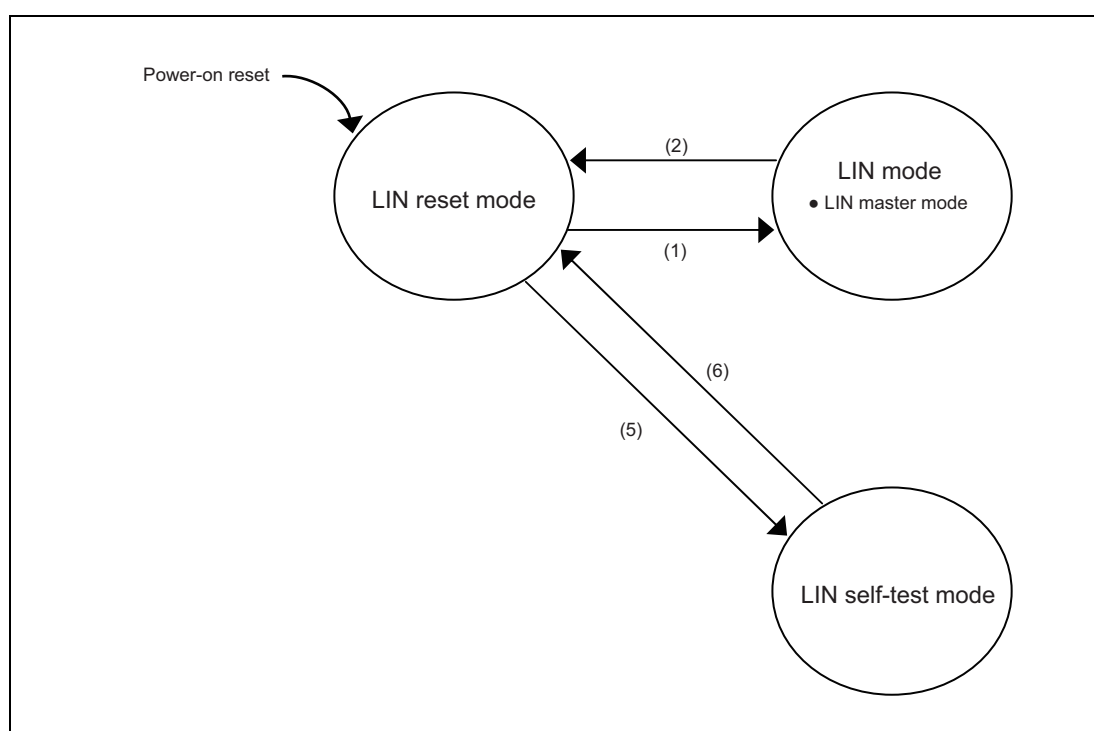 Power-on reset
LIN reset mode
(2)
(1)
LIN mode
● LIN master mode
(6)
(5)
LIN self-test mode